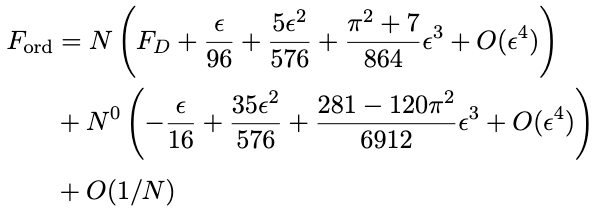 F_ord = N ( F_D + ϵ/96 + 5ϵ²/576 + (π² + 7)/864 ϵ³ + O(ϵ⁴) )
+ N⁰ ( − ϵ/16 + 35ϵ²/576 + (281 − 120π²)/6912 ϵ³ + O(ϵ⁴) )
+ O(1/N)